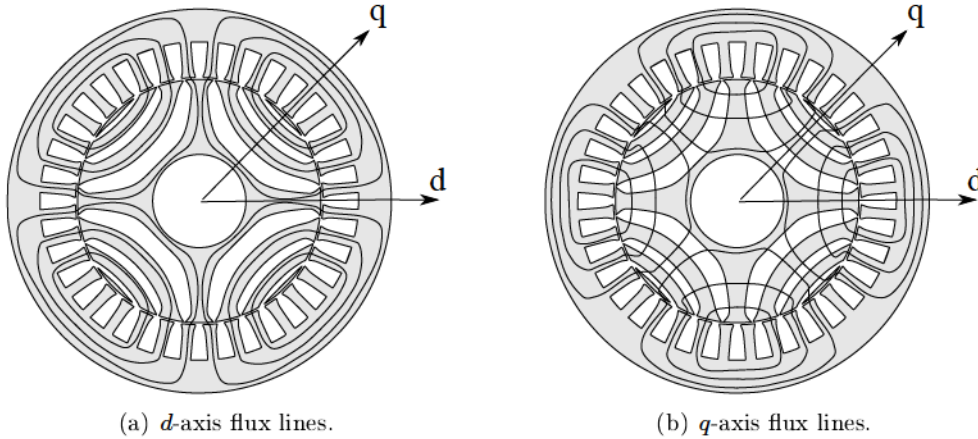 q
d
q
d
(a) d-axis flux lines.
(b) q-axis flux lines.